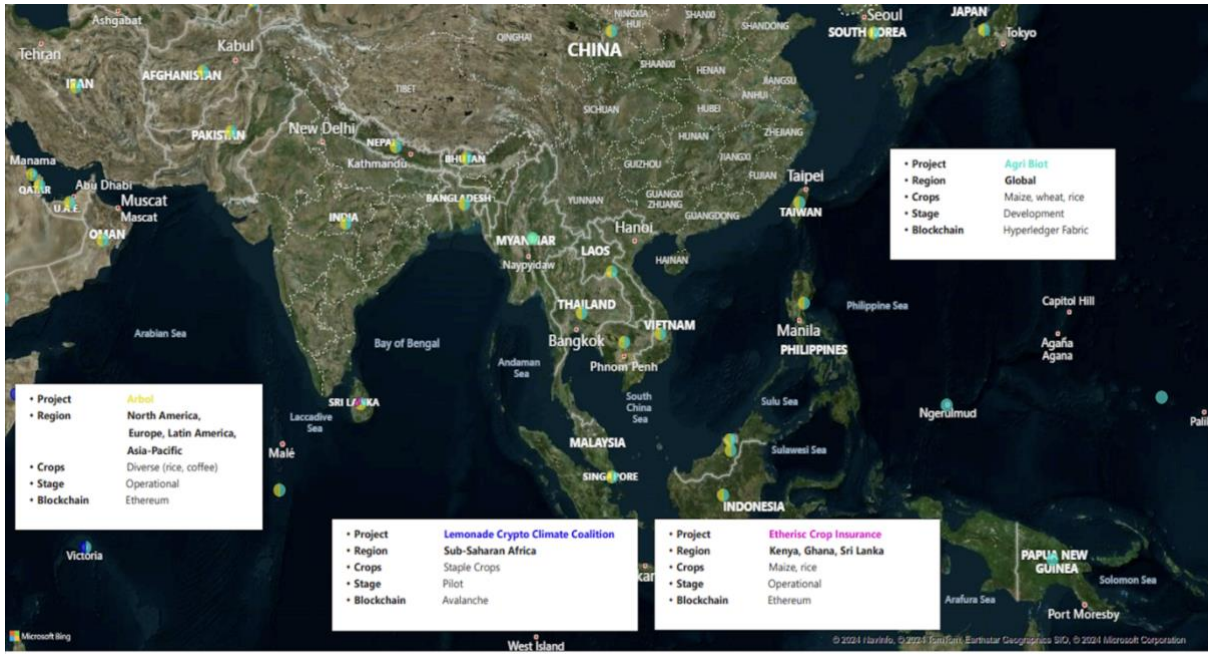 Ashgabat
NINGXIA
HUI
SHANXI
SHANDONG
Seoul
JAPAN
Tehran
Kabul
QINGHAI
CHINA
SOUTH KOREA
Tokyo
IRAN
AFGHANISTAN
TIBET
SHAANXI
HENAN
JIANGSU
ANHUI
SICHUAN
HUBEI
PAKISTAN
New Delhi
NEPAL
Kathmandu
BHUTAN
HUNAN
ZHEJIANG
JIANGXI
GUIZHOU
FUJIAN
Manama
QATAR
Abu Dhabi
U.A.E.
Muscat
Mascat
OMAN
INDIA
BANGLADESH
YUNNAN
GUANGXI
ZHUANG
GUANGDONG
Taipei
TAIWAN
MYANMAR
Naypyidaw
LAOS
Hanoi
HAINAN
• Project Agri Biot
• Region Global
• Crops Maize, wheat, rice
• Stage Development
• Blockchain Hyperledger Fabric
Arabian Sea
Bay of Bengal
THAILAND
Bangkok
VIETNAM
Phnom Penh
Andaman
Sea
South
China
Sea
Manila
PHILIPPINES
Philippine Sea
Capitol Hill
Agaña
Agana
SRI LANKA
Laccadive
Sea
Malé
Sulu Sea
Ngerulmud
Pali
MALAYSIA
Sulawesi Sea
SINGAPORE
INDONESIA
• Project Arbol
• Region North America,
Europe, Latin America,
Asia-Pacific
• Crops Diverse (rice, coffee)
• Stage Operational
• Blockchain Ethereum
Victoria
• Project Lemonade Crypto Climate Coalition
• Region Sub-Saharan Africa
• Crops Staple Crops
• Stage Pilot
• Blockchain Avalanche
kar
• Project Etherisc Crop Insurance
• Region Kenya, Ghana, Sri Lanka
• Crops Maize, rice
• Stage Operational
• Blockchain Ethereum
PAPUA NEW
GUINEA
Solomon Sea
Arafura Sea
Port Moresby
West Island
Microsoft Bing
© 2024 NavInfo, © 2024 TomTom, Earthstar Geographics SIO, © 2024 Microsoft Corporation